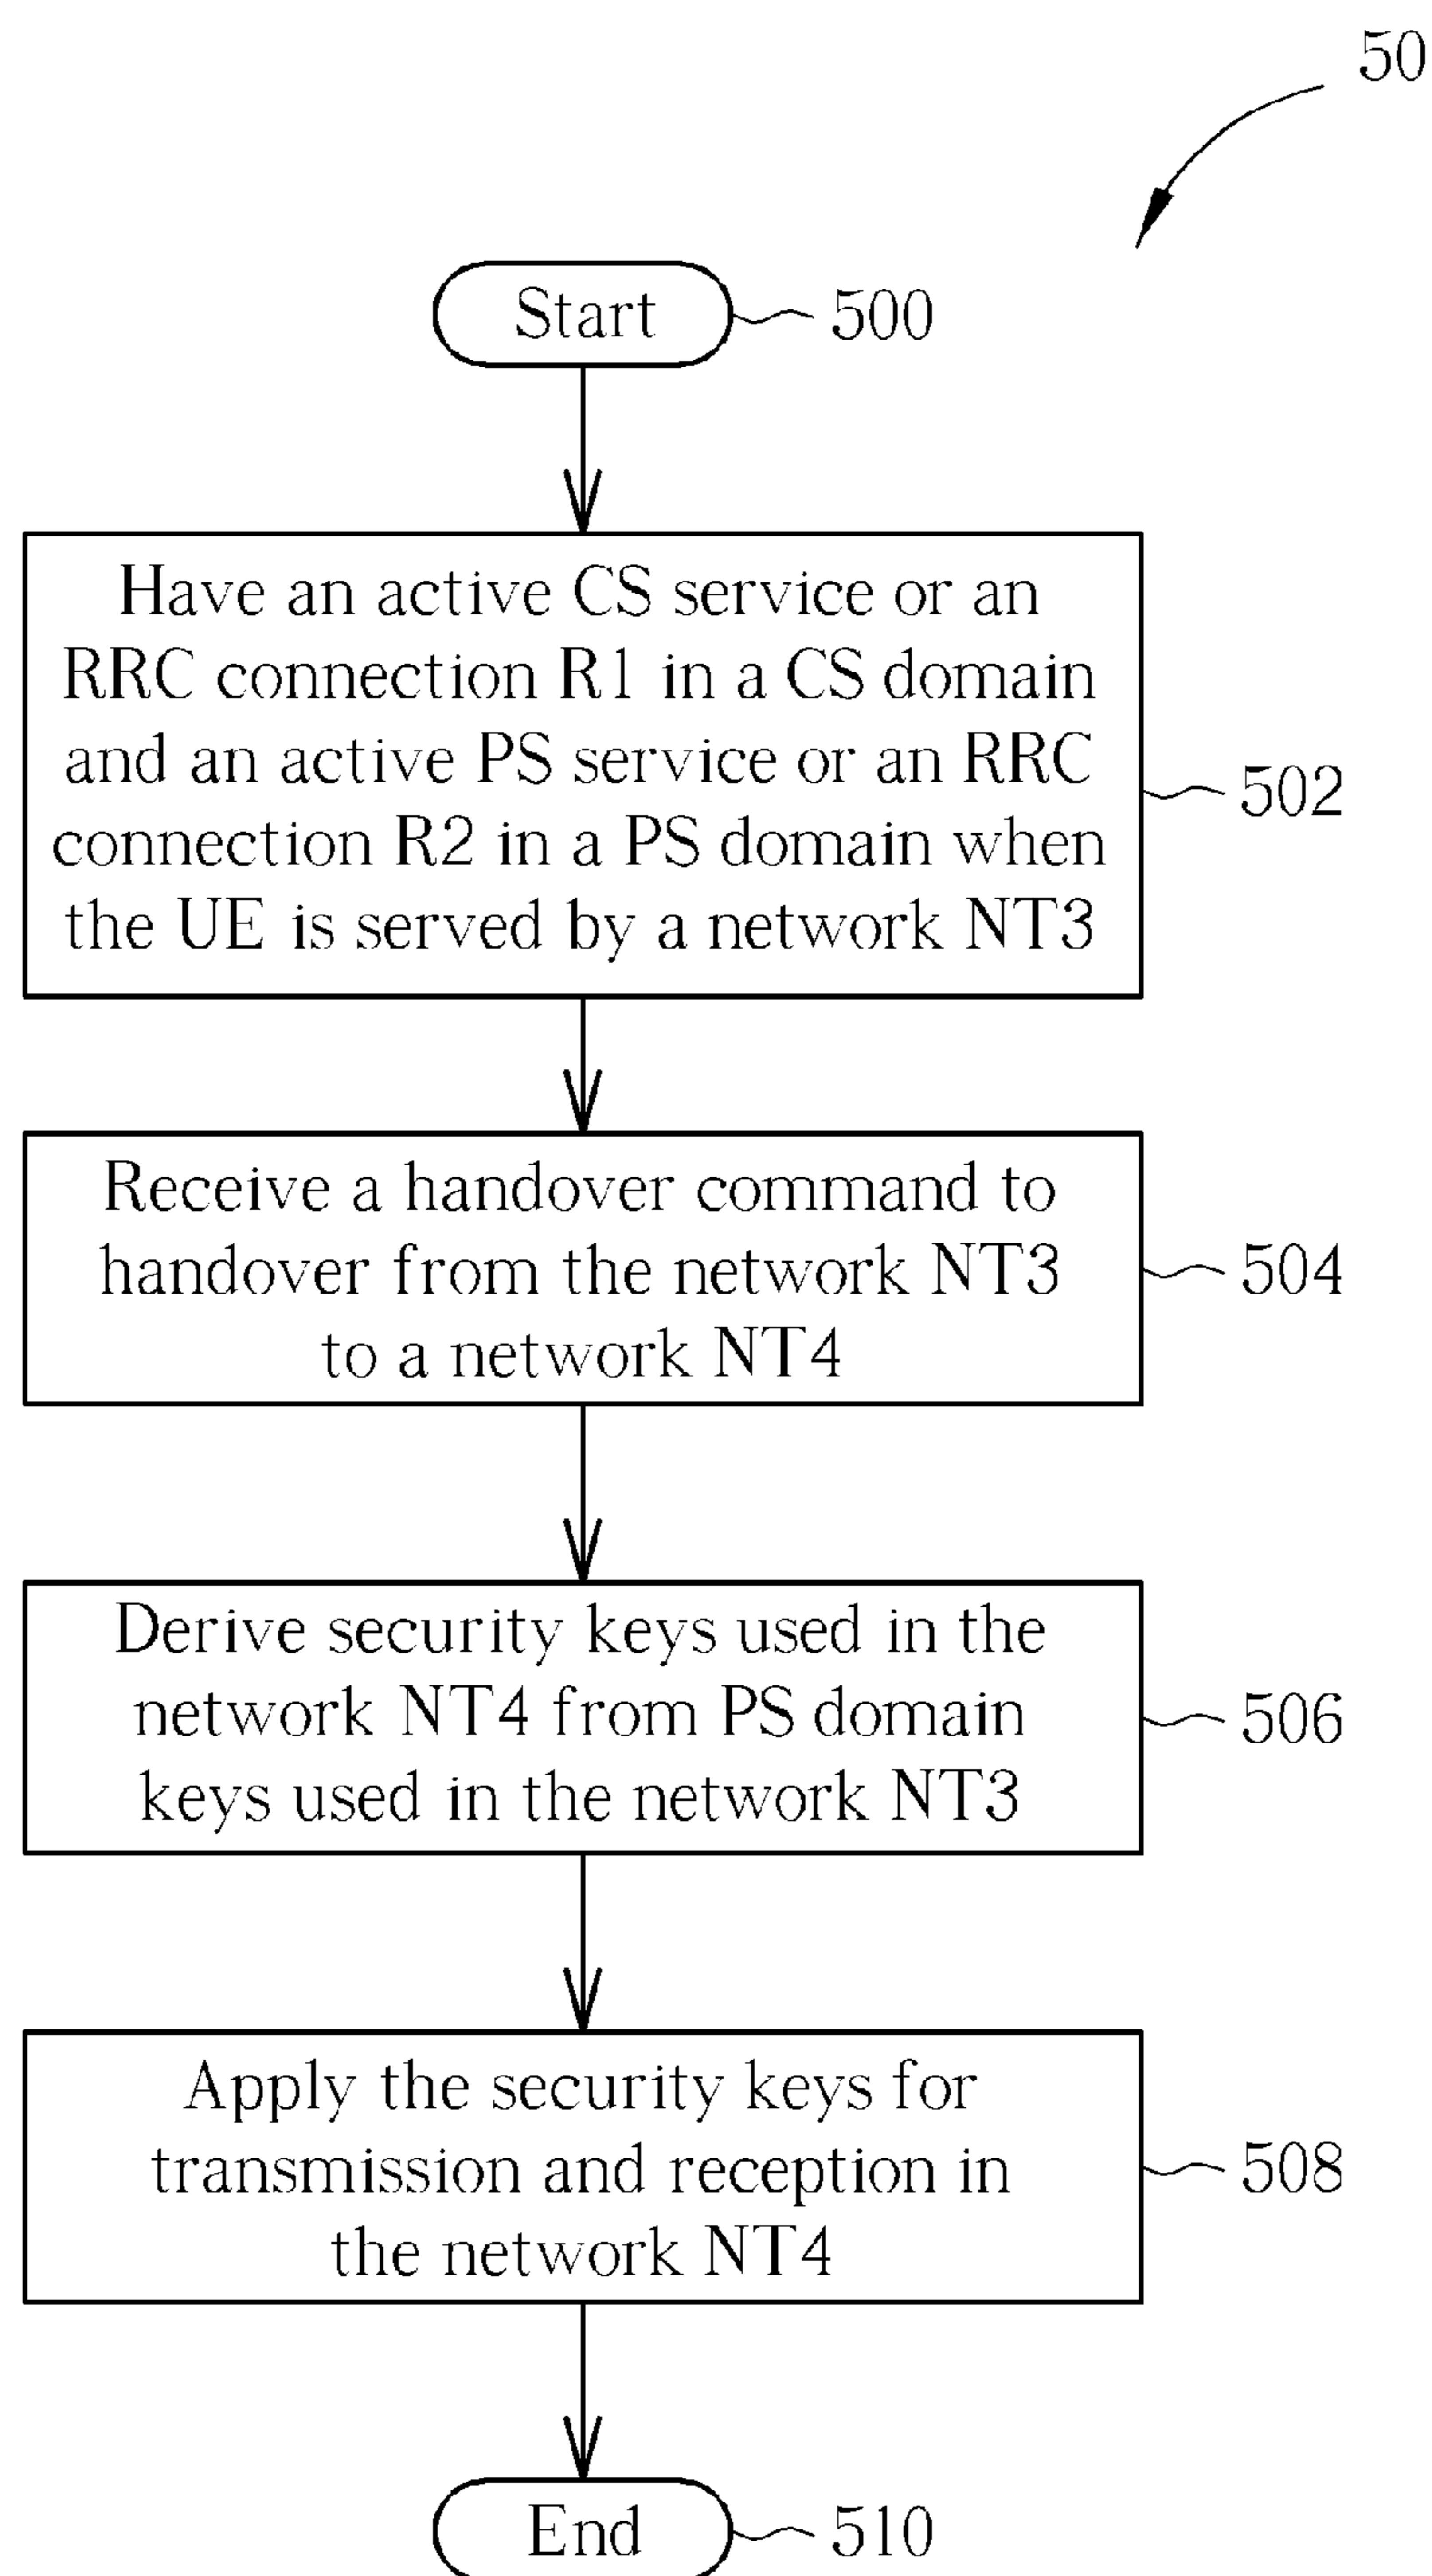 50
Start
500
Have an active CS service or an
RRC connection R1 in a CS domain
and an active PS service or an RRC
connection R2 in a PS domain when
the UE is served by a network NT3
502
Receive a handover command to
handover from the network NT3
to a network NT4
504
Derive security keys used in the
network NT4 from PS domain
keys used in the network NT3
506
Apply the security keys for
transmission and reception in
the network NT4
508
End
510